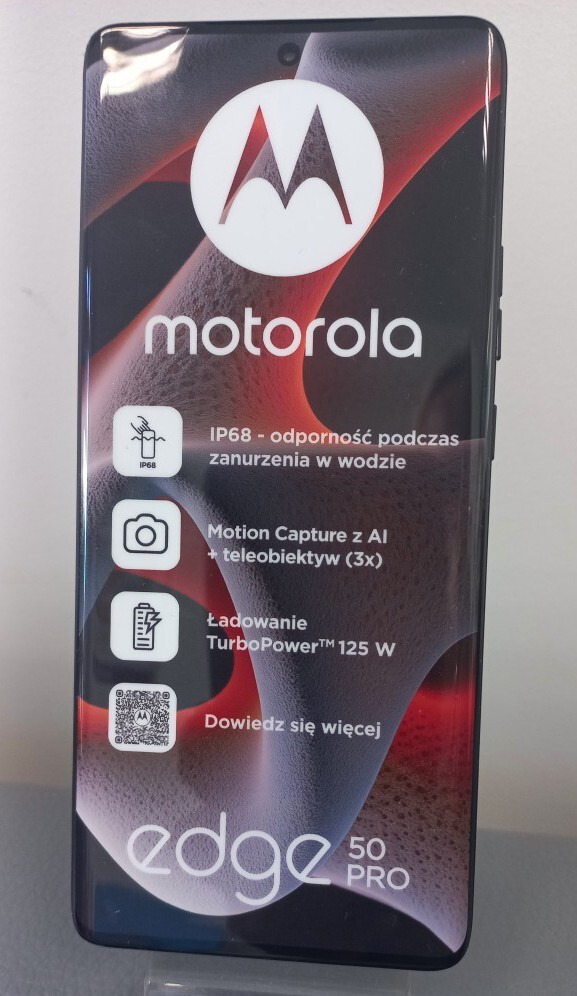 motorola
IP68
IP68 - odporność podczas
zanurzenia w wodzie
Motion Capture z AI
+ teleobiektyw (3x)
Ładowanie
TurboPower™ 125 W
Dowiedz się więcej
edge 50
PRO